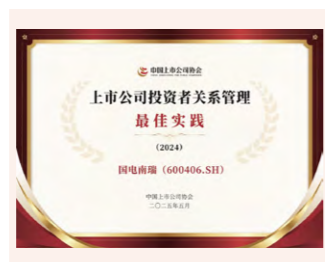 中国上市公司协会
上市公司投资者关系管理
最佳实践
(2024)
国电南瑞 (600406.SH)
中国上市公司协会
二〇二五年五月